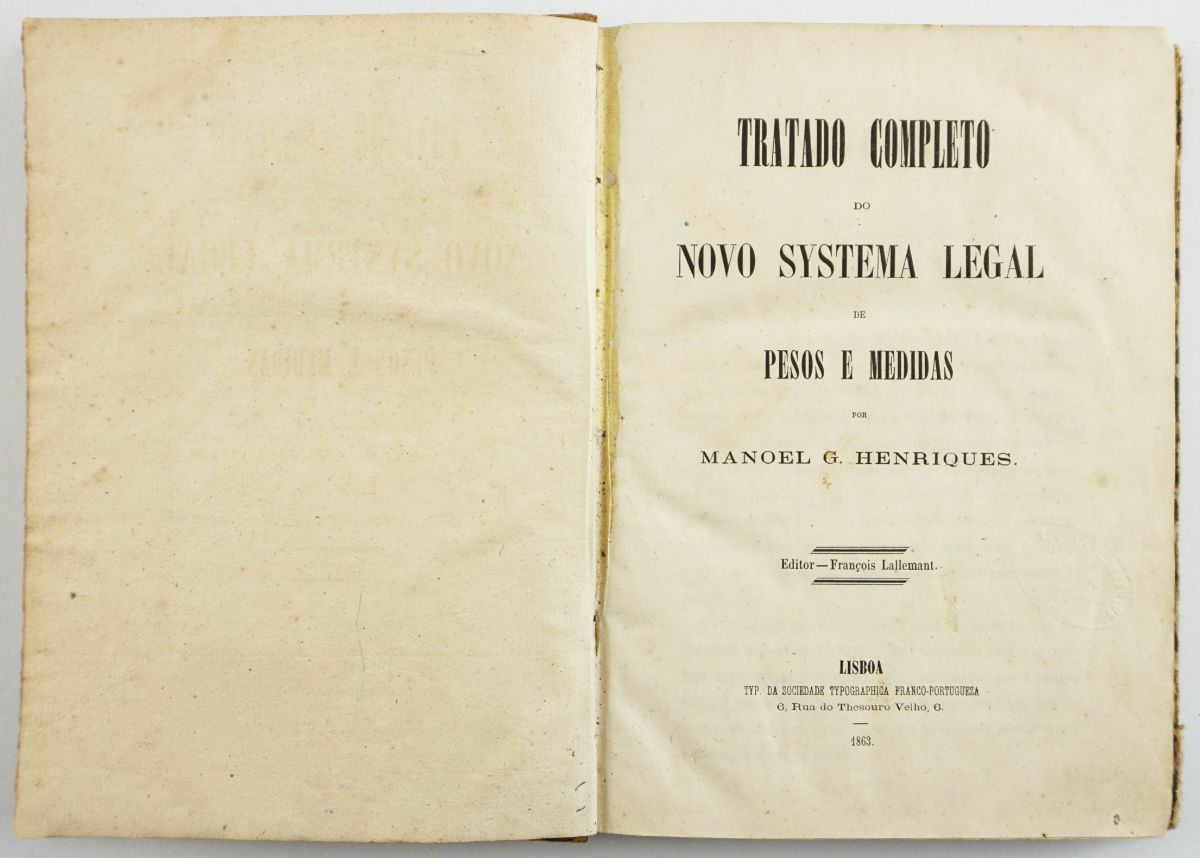 TRATADO COMPLETO
DO
NOVO SYSTEMA LEGAL
DE
PESOS E MEDIDAS
POR
MANOEL G. HENRIQUES.
Editor—François Lallemant.
LISBOA
TYP. DA SOCIEDADE TYPOGRAPHICA FRANCO-PORTUGUEZA
6, Rua do Thesouro Velho, 6.
1863.